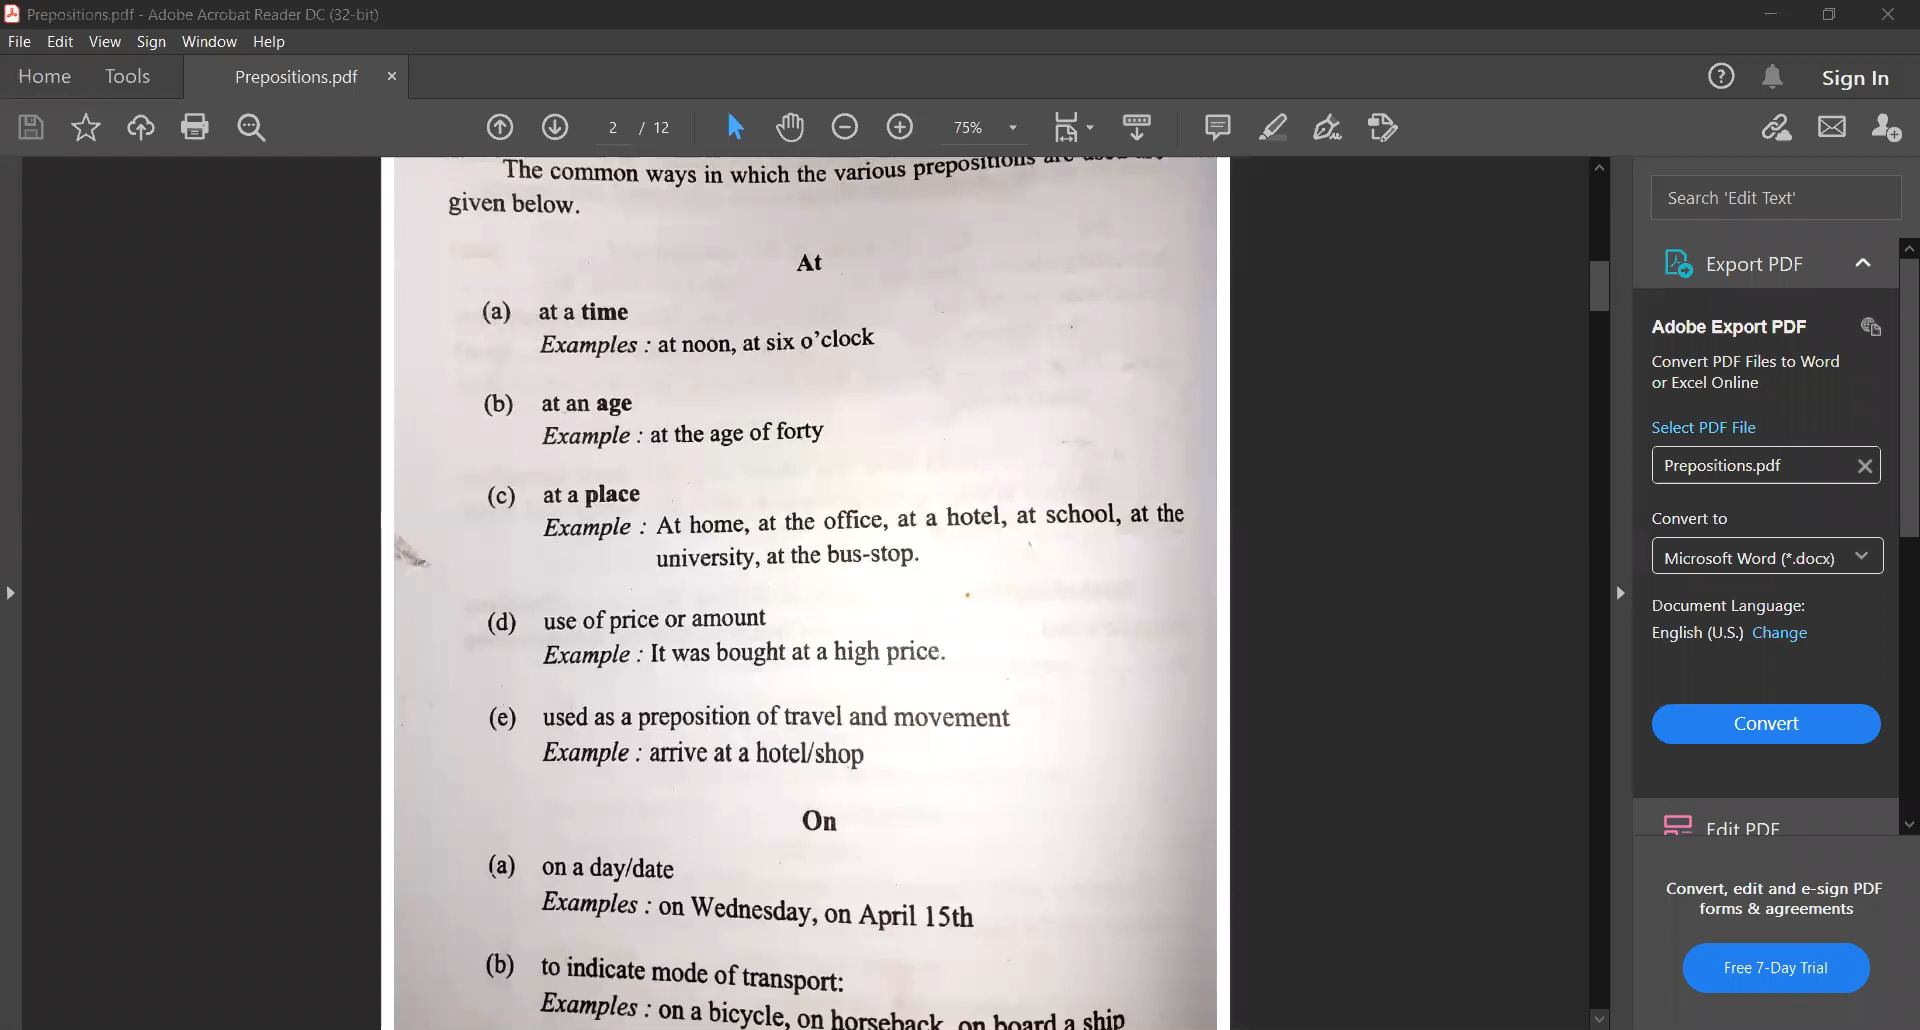 Prepositions.pdf - Adobe Acrobat Reader DC (32-bit)
File Edit View Sign Window Help
Home Tools Prepositions.pdf Sign In
2 / 12 75%
The common ways in which the various prepositions are used are
given below.
At
(a) at a time
Examples : at noon, at six o’clock
(b) at an age
Example : at the age of forty
(c) at a place
Example : At home, at the office, at a hotel, at school, at the
university, at the bus-stop.
(d) use of price or amount
Example : It was bought at a high price.
(e) used as a preposition of travel and movement
Example : arrive at a hotel/shop
On
(a) on a day/date
Examples : on Wednesday, on April 15th
(b) to indicate mode of transport:
Examples : on a bicycle, on horseback, on board a ship
Search 'Edit Text'
Export PDF
Adobe Export PDF
Convert PDF Files to Word
or Excel Online
Select PDF File
Prepositions.pdf
Convert to
Microsoft Word (*.docx)
Document Language:
English (U.S.) Change
Convert
Edit PDF
Convert, edit and e-sign PDF
forms & agreements
Free 7-Day Trial